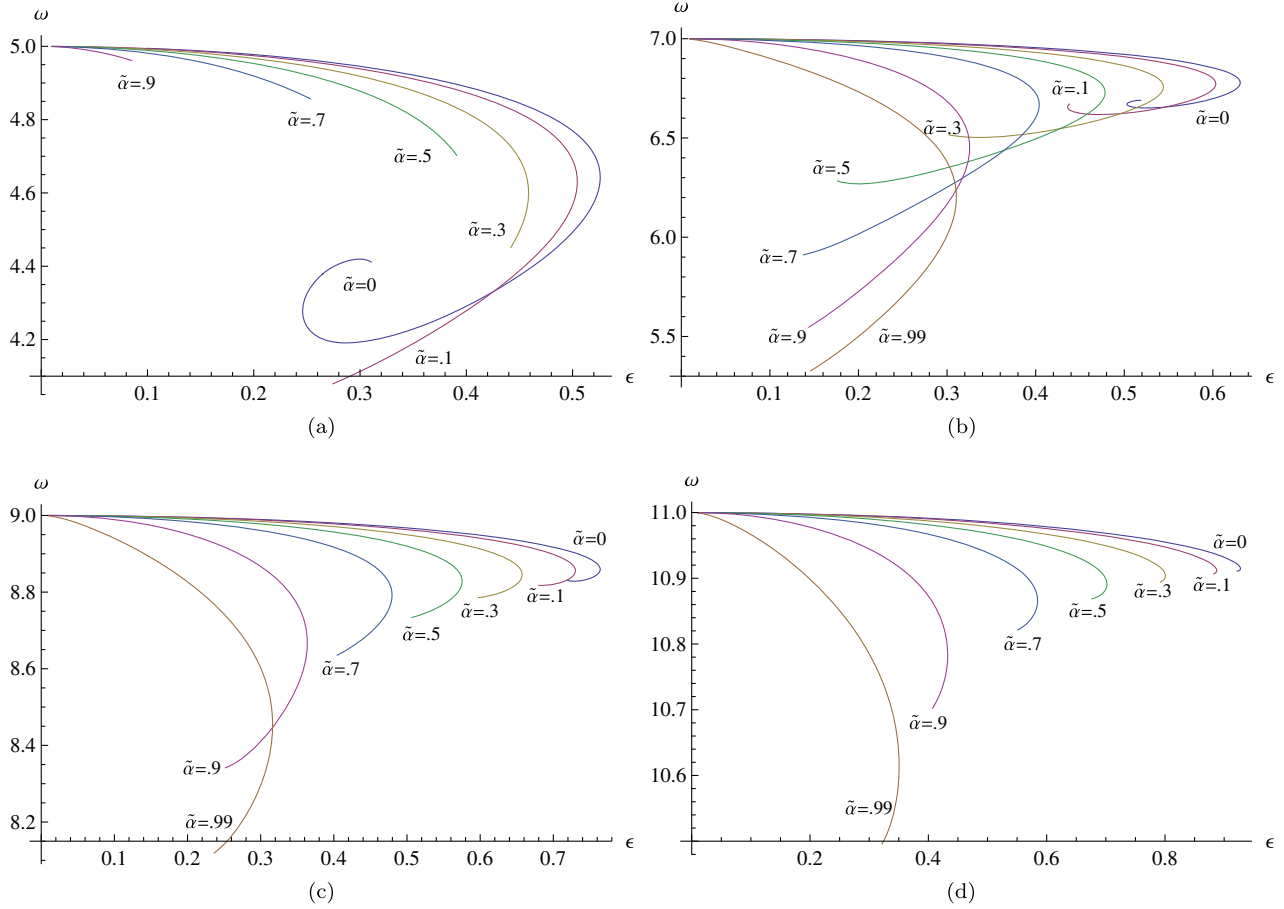 ω
5.0
4.8
4.6
4.4
4.2
0.1 0.2 0.3 0.4 0.5 ϵ
α̃=.9
α̃=.7
α̃=.5
α̃=.3
α̃=0
α̃=.1
(a)
ω
7.0
6.5
6.0
5.5
0.1 0.2 0.3 0.4 0.5 0.6 ϵ
α̃=.1
α̃=0
α̃=.3
α̃=.5
α̃=.7
α̃=.9
α̃=.99
(b)
ω
9.0
8.8
8.6
8.4
8.2
0.1 0.2 0.3 0.4 0.5 0.6 0.7 ϵ
α̃=0
α̃=.1
α̃=.3
α̃=.5
α̃=.7
α̃=.9
α̃=.99
(c)
ω
11.0
10.9
10.8
10.7
10.6
0.2 0.4 0.6 0.8 ϵ
α̃=0
α̃=.1
α̃=.3
α̃=.5
α̃=.7
α̃=.9
α̃=.99
(d)